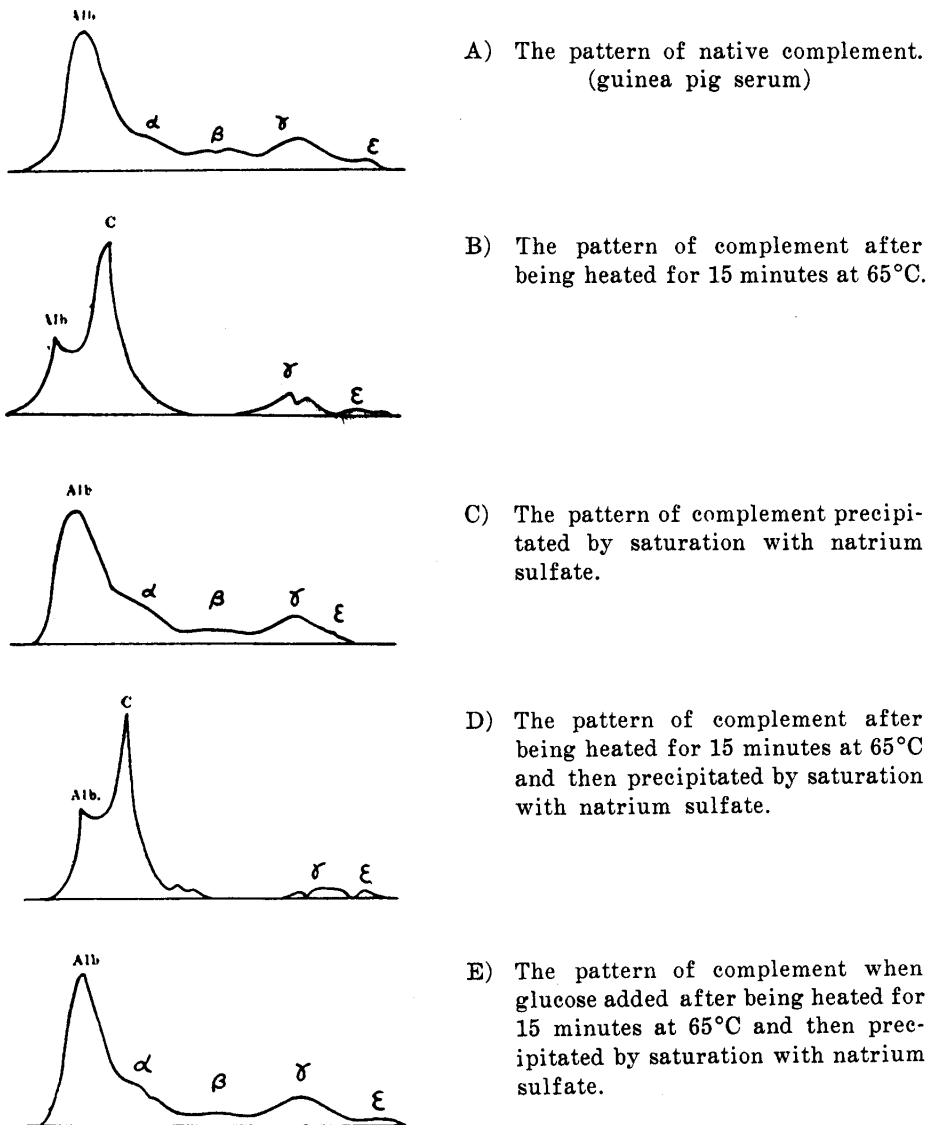 Alb.
α
β
γ
ε
A) The pattern of native complement.
(guinea pig serum)
C
Alb
γ
ε
B) The pattern of complement after
being heated for 15 minutes at 65°C.
Alb
α
β
γ
ε
C) The pattern of complement precipi-
tated by saturation with natrium
sulfate.
C
Alb.
γ
ε
D) The pattern of complement after
being heated for 15 minutes at 65°C
and then precipitated by saturation
with natrium sulfate.
Alb
α
β
γ
ε
E) The pattern of complement when
glucose added after being heated for
15 minutes at 65°C and then prec-
ipitated by saturation with natrium
sulfate.